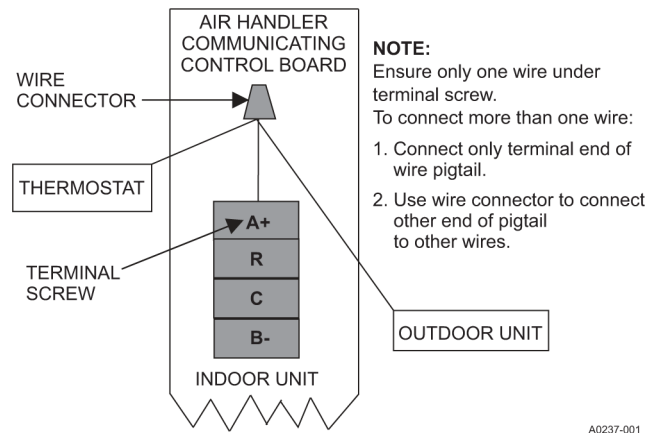 AIR HANDLER
COMMUNICATING
CONTROL BOARD
WIRE
CONNECTOR
THERMOSTAT
A+
R
C
B-
TERMINAL
SCREW
INDOOR UNIT
OUTDOOR UNIT
NOTE:
Ensure only one wire under
terminal screw.
To connect more than one wire:
1. Connect only terminal end of
wire pigtail.
2. Use wire connector to connect
other end of pigtail
to other wires.
A0237-001